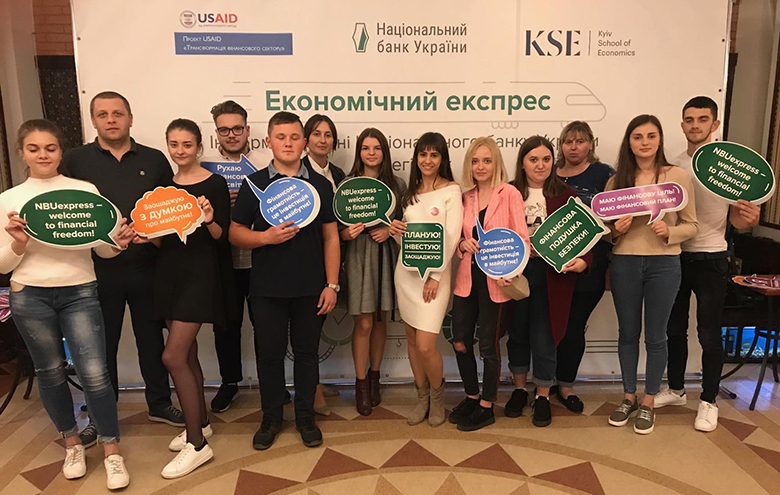 USAID
Проект USAID
«Трансформація фінансового сектору»
Національний
банк України
KSE
Kyiv
School of
Economics
Економічний експрес
NBUexpress –
welcome
to financial
freedom!
Заощаджую
З ДУМКОЮ
про майбутнє!
Рухаю
Фінансова
грамотність –
це інвестиція
в майбутнє!
NBUexpress –
welcome
to financial
freedom!
ПЛАНУЮ!
ІНВЕСТУЮ!
ЗАОЩАДЖУЮ!
Фінансова
грамотність –
це інвестиція
в майбутнє!
ФІНАНСОВА
ПОДУШКА
БЕЗПЕКИ!
МАЮ ФІНАНСОВУ ЦІЛЬ!
МАЮ ФІНАНСОВИЙ ПЛАН!
NBUexpress –
welcome
to financial
freedom!